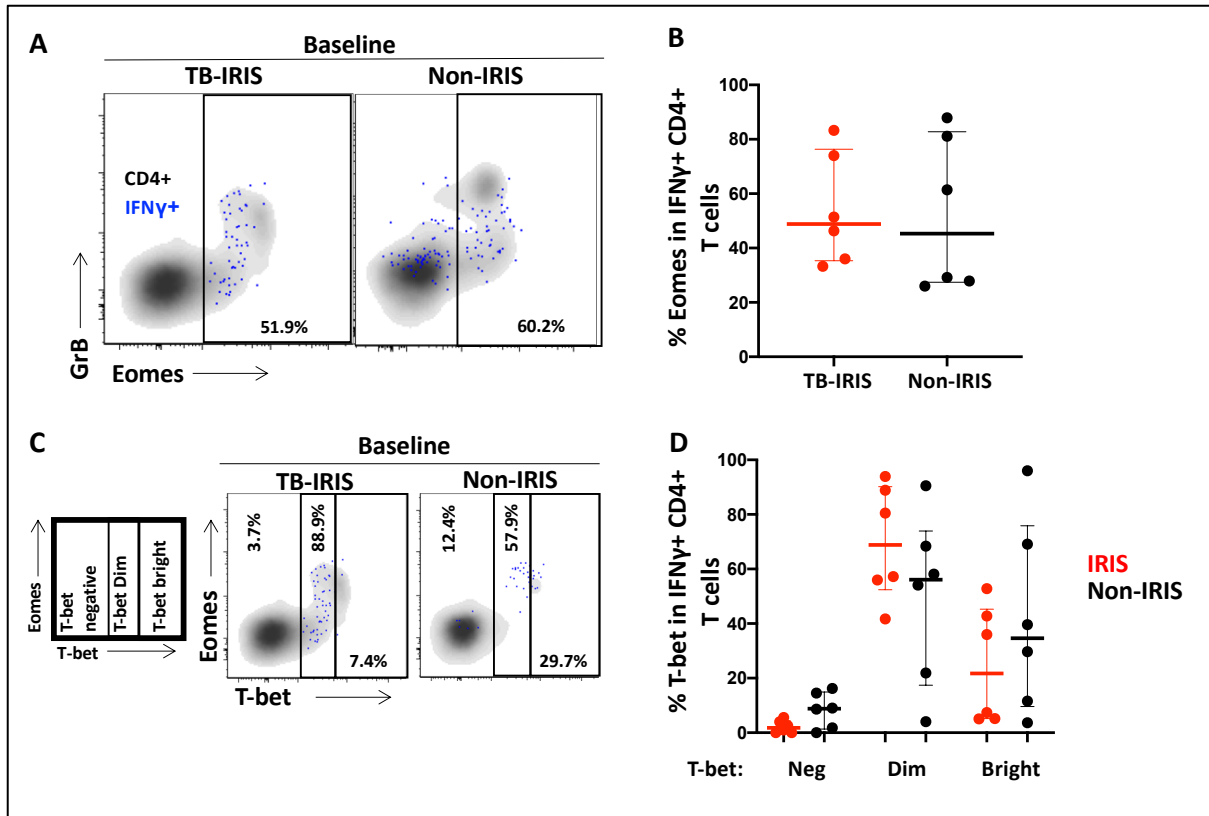 A
Baseline
TB-IRIS
Non-IRIS
CD4+
IFNγ+
51.9%
60.2%
GrB
Eomes
B
% Eomes in IFNγ+ CD4+
T cells
100
80
60
40
20
0
TB-IRIS
Non-IRIS
C
Baseline
TB-IRIS
Non-IRIS
Eomes
T-bet
negative
T-bet Dim
T-bet bright
T-bet
Eomes
3.7%
88.9%
7.4%
12.4%
57.9%
29.7%
T-bet
D
% T-bet in IFNγ+ CD4+
T cells
100
80
60
40
20
0
T-bet:
Neg
Dim
Bright
IRIS
Non-IRIS